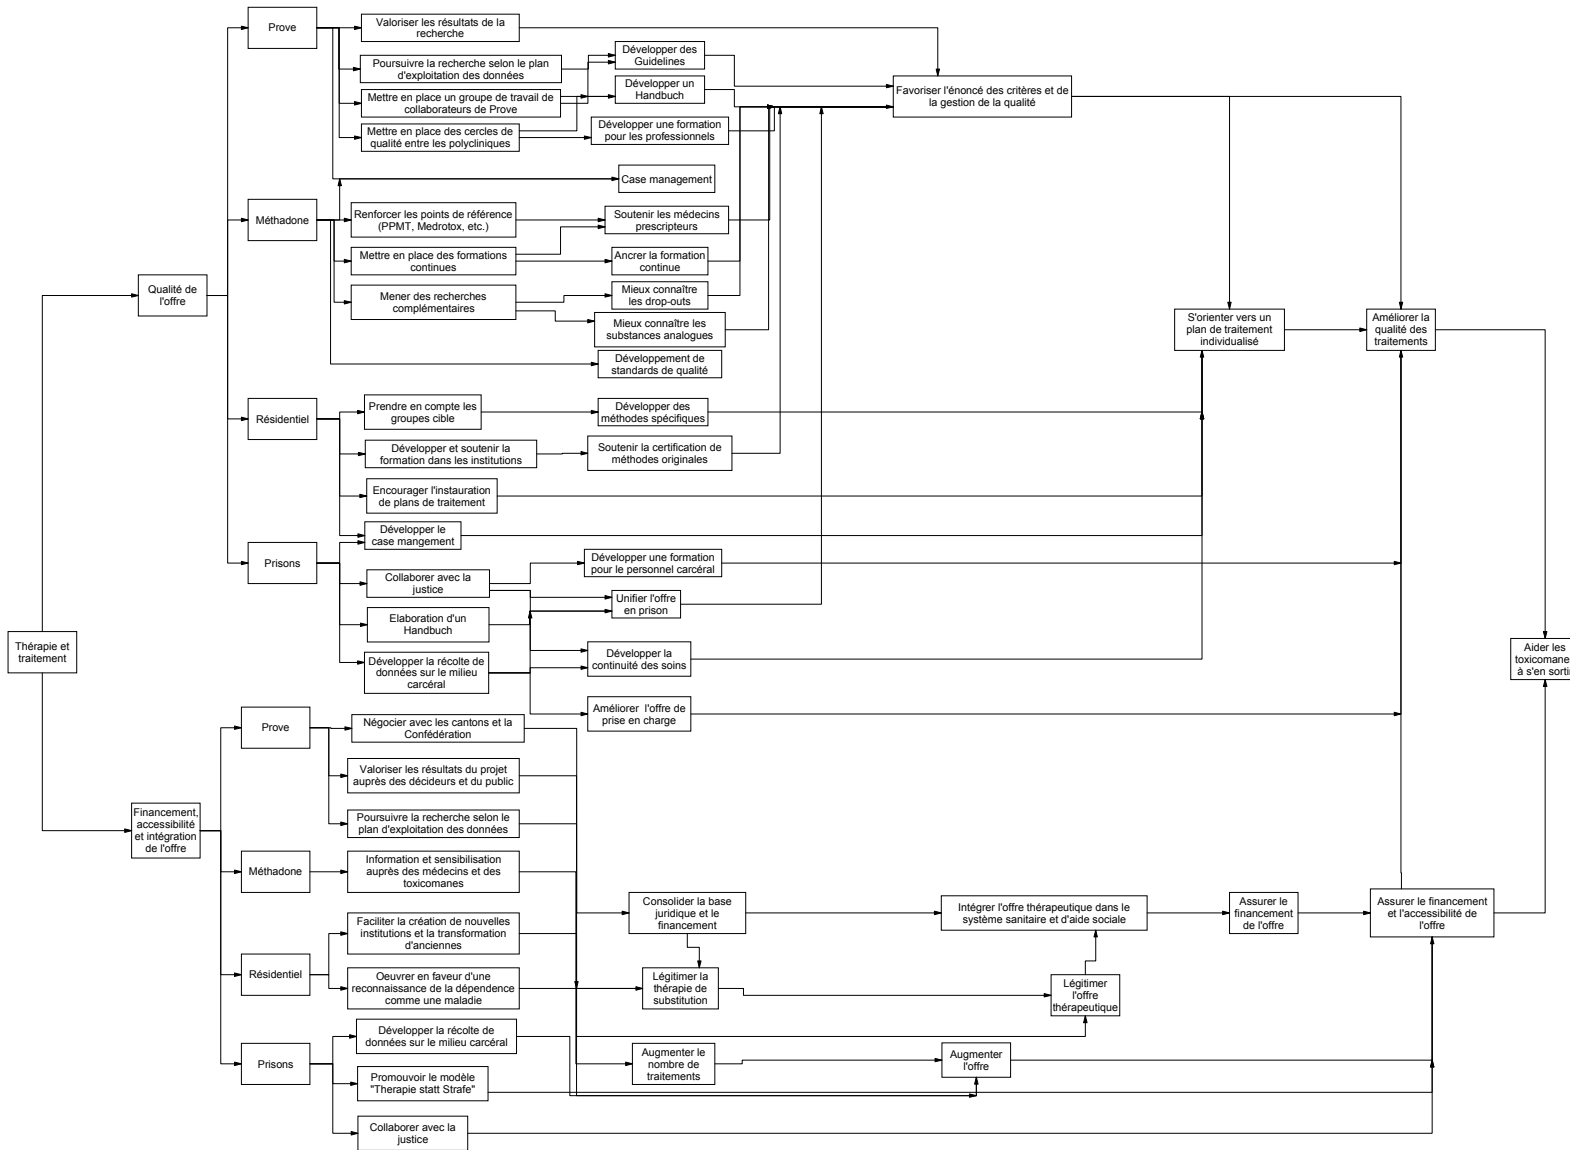 Prove
Valoriser les résultats de la
recherche
Poursuivre la recherche selon le plan
d'exploitation des données
Développer des
Guidelines
Mettre en place un groupe de travail de
collaborateurs de Prove
Développer un
Handbuch
Favoriser l'énoncé des critères et de
la gestion de la qualité
Mettre en place des cercles de
qualité entre les polycliniques
Développer une formation
pour les professionnels
Case management
Méthadone
Renforcer les points de référence
(PPMT, Medrotox, etc.)
Soutenir les médecins
prescripteurs
Mettre en place des formations
continues
Ancrer la formation
continue
Qualité de
l'offre
Mener des recherches
complémentaires
Mieux connaître
les drop-outs
Mieux connaître les
substances analogues
S'orienter vers un
plan de traitement
individualisé
Améliorer la
qualité des
traitements
Développement de
standards de qualité
Résidentiel
Prendre en compte les
groupes cible
Développer des
méthodes spécifiques
Développer et soutenir la
formation dans les institutions
Soutenir la certification de
méthodes originales
Encourager l'instauration
de plans de traitement
Développer le
case mangement
Prisons
Développer une formation
pour le personnel carcéral
Collaborer avec la
justice
Unifier l'offre
en prison
Elaboration d'un
Handbuch
Thérapie et
traitement
Développer la récolte de
données sur le milieu carcéral
Développer la
continuité des soins
Aider les
toxicomane
à s'en sorti
Améliorer l'offre de
prise en charge
Prove
Négocier avec les cantons et la
Confédération
Valoriser les résultats du projet
auprès des décideurs et du public
Financement,
accessibilité
et intégration
de l'offre
Poursuivre la recherche selon le
plan d'exploitation des données
Méthadone
Information et sensibilisation
auprès des médecins et des
toxicomanes
Consolider la base
juridique et le
financement
Intégrer l'offre thérapeutique dans le
système sanitaire et d'aide sociale
Assurer le
financement
de l'offre
Assurer le financement
et l'accessibilité de
l'offre
Faciliter la création de nouvelles
institutions et la transformation
d'anciennes
Résidentiel
Oeuvrer en faveur d'une
reconnaissance de la dépendence
comme une maladie
Légitimer la
thérapie de
substitution
Légitimer
l'offre
thérapeutique
Développer la récolte de
données sur le milieu carcéral
Prisons
Augmenter le
nombre de
traitements
Augmenter
l'offre
Promouvoir le modèle
"Therapie statt Strafe"
Collaborer avec la
justice